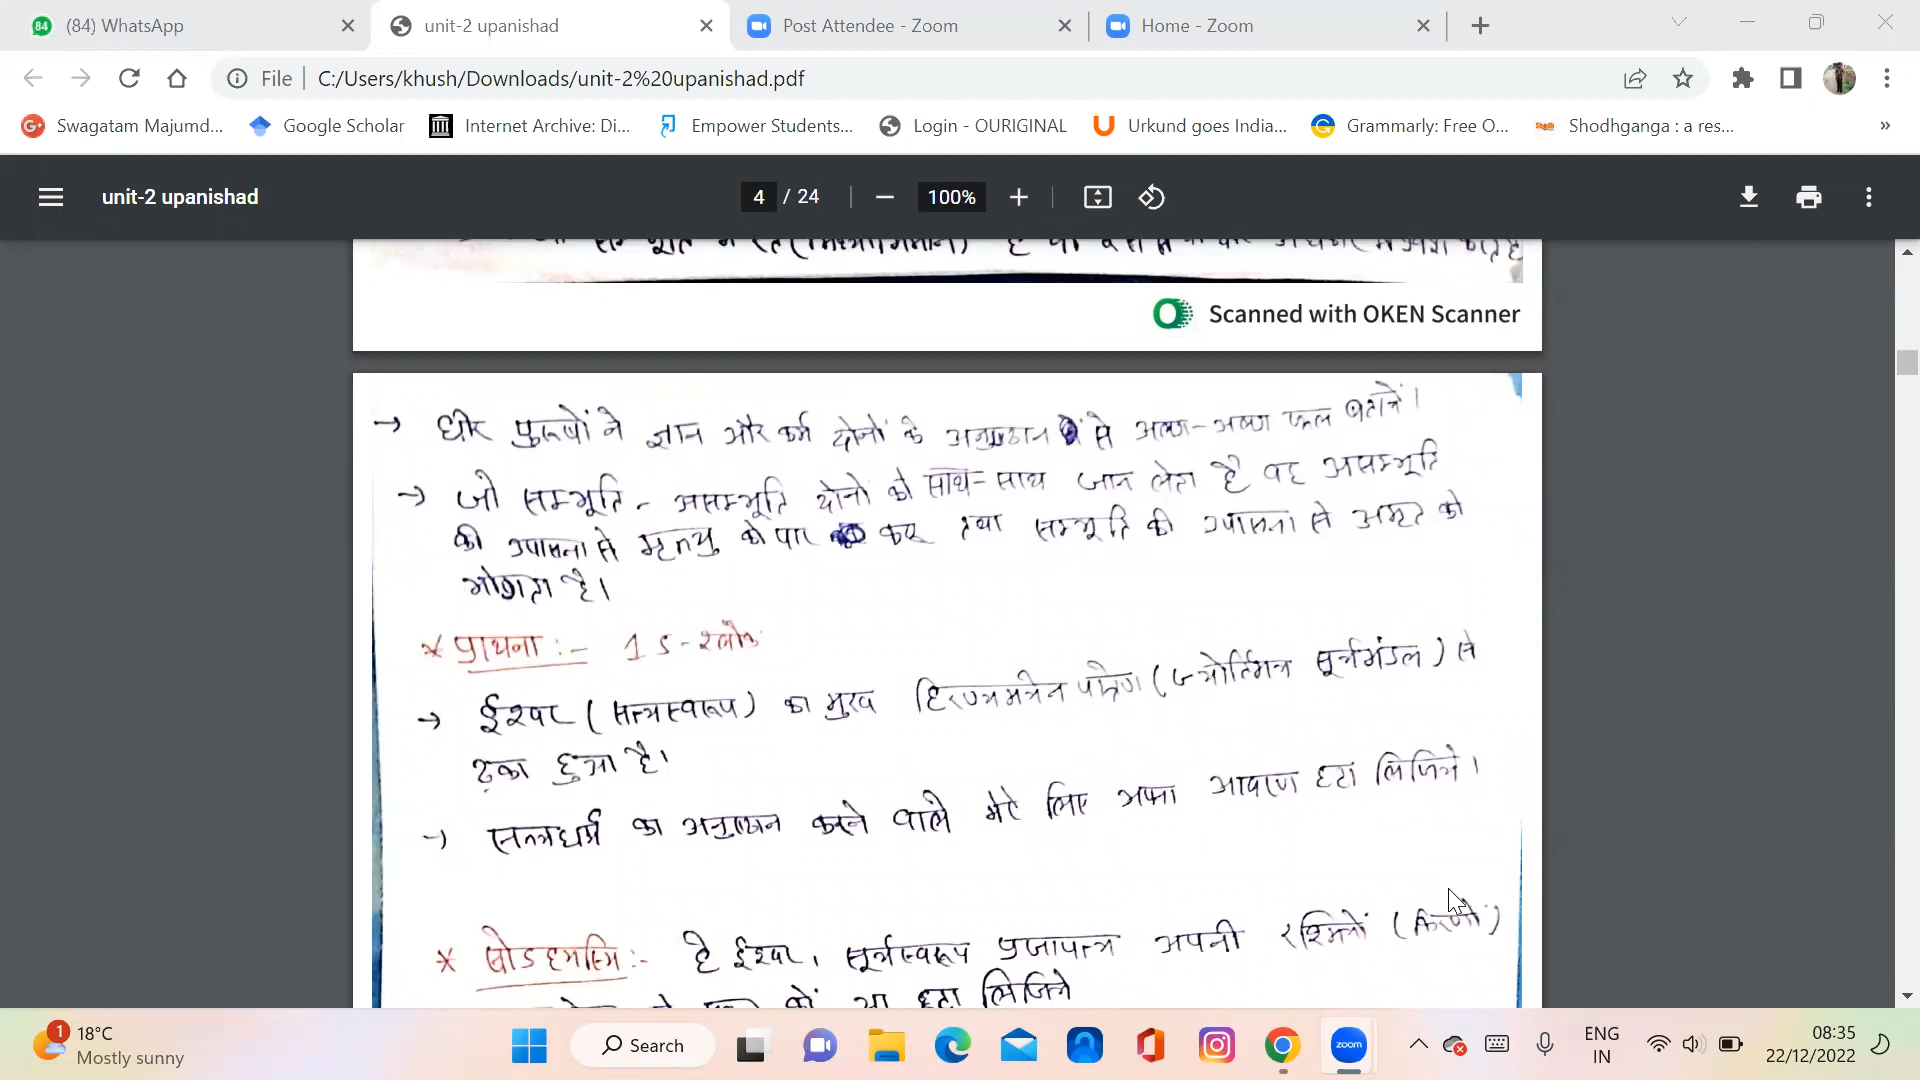 (84) WhatsApp
unit-2 upanishad
Post Attendee - Zoom
Home - Zoom
File
C:/Users/khush/Downloads/unit-2%20upanishad.pdf
Swagatam Majumd...
Google Scholar
Internet Archive: Di...
Empower Students...
Login - OURIGINAL
Urkund goes India...
Grammarly: Free O...
Shodhganga : a res...
»
unit-2 upanishad
4 / 24
100%
Scanned with OKEN Scanner
→ धीर पुरूषों ने ज्ञान और कर्म दोनों के अनुष्ठान से अलग-अलग फल बताये।
→ जो सम्भूति - असम्भूति दोनो को साथ-साथ जान लेता है वह असम्भूति
की उपासना से मृत्यु को पार कर तथा सम्भूति की उपासना से अमृत को
भोगता है।
* प्राथना :- 15-श्लोक
→ ईश्वर (सत्यस्वरूप) का मुख हिरण्यमयेन पात्रेण (ज्योर्तिमय सूर्यमंडल) से
ढ़का हुआ है।
→ सत्यधर्म का अनुष्ठान करने वाले मेरे लिए अपना आवरण हटा लिजिये।
* षोडहमस्मि :- हे ईश्वर, सूर्यस्वरूप प्रजापत्य अपनी रश्मियों (किरणों)
हटा लिजिये
1
18°C
Mostly sunny
Search
zoom
ENG
IN
08:35
22/12/2022